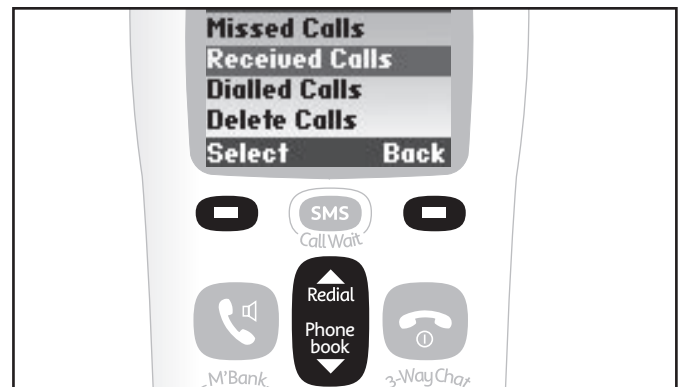 Missed Calls
Received Calls
Dialled Calls
Delete Calls
Select Back
SMS
Call Wait
Redial
Phone
book
M'Bank
3-Way Chat